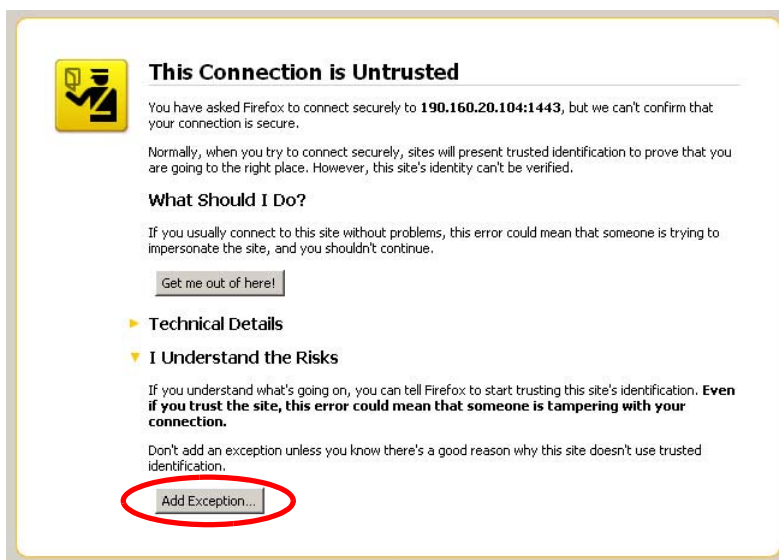 This Connection is Untrusted
You have asked Firefox to connect securely to 190.160.20.104:1443, but we can't confirm that
your connection is secure.
Normally, when you try to connect securely, sites will present trusted identification to prove that you
are going to the right place. However, this site's identity can't be verified.
What Should I Do?
If you usually connect to this site without problems, this error could mean that someone is trying to
impersonate the site, and you shouldn't continue.
Get me out of here!
Technical Details
I Understand the Risks
If you understand what's going on, you can tell Firefox to start trusting this site's identification. Even
if you trust the site, this error could mean that someone is tampering with your
connection.
Don't add an exception unless you know there's a good reason why this site doesn't use trusted
identification.
Add Exception...